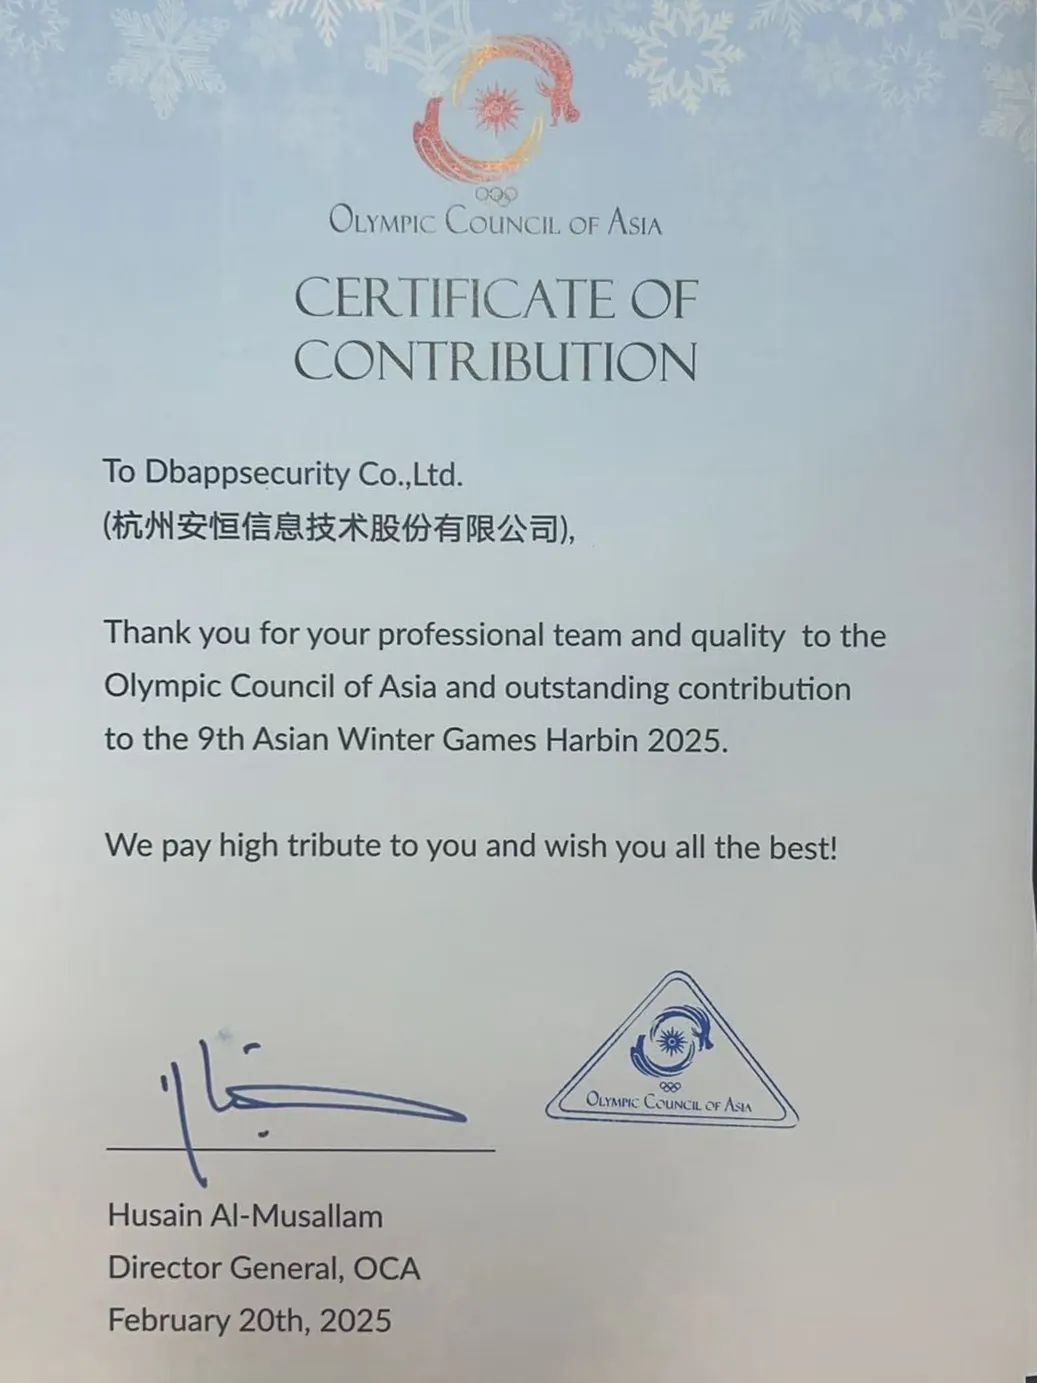 OLYMPIC COUNCIL OF ASIA
CERTIFICATE OF
CONTRIBUTION
To Dbappsecurity Co.,Ltd.
(杭州安恒信息技术股份有限公司),
Thank you for your professional team and quality to the
Olympic Council of Asia and outstanding contribution
to the 9th Asian Winter Games Harbin 2025.
We pay high tribute to you and wish you all the best!
OLYMPIC COUNCIL OF ASIA
Husain Al-Musallam
Director General, OCA
February 20th, 2025